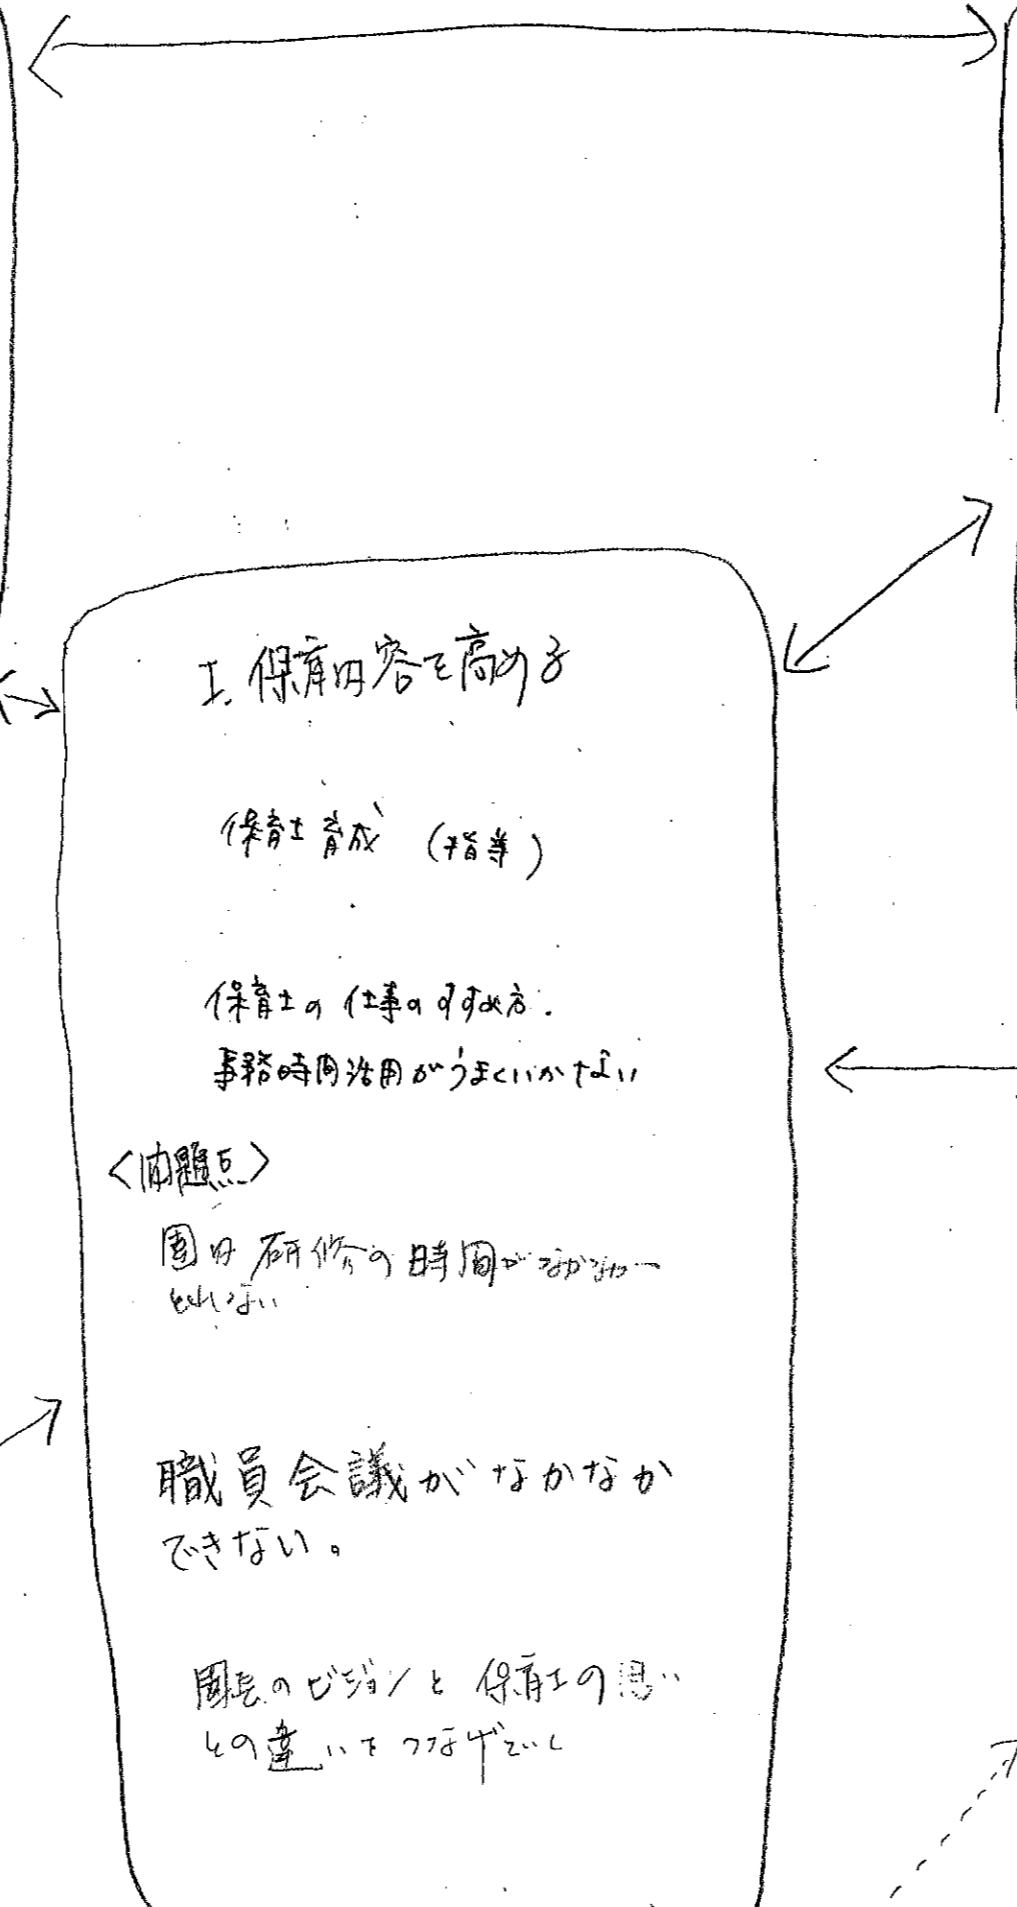 I. 保育内容を高める
保育士育成 (指導)
保育士の仕事のすすめ方.
事務時間活用がうまくいかない
<問題点>
園内研修の時間がなかなか
とれない
職員会議がなかなか
できない。
園長のビジョンと保育士の思い
との違いをつなげていく